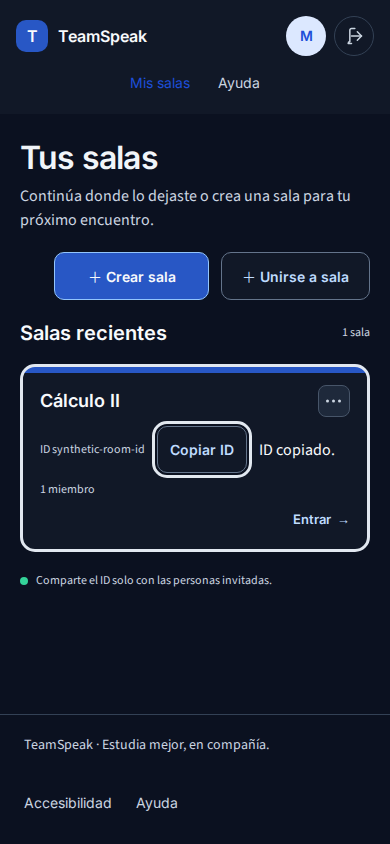 T TeamSpeak M
Mis salas Ayuda
Tus salas
Continúa donde lo dejaste o crea una sala para tu
próximo encuentro.
+ Crear sala + Unirse a sala
Salas recientes 1 sala
Cálculo II
ID synthetic-room-id Copiar ID ID copiado.
1 miembro
Entrar →
Comparte el ID solo con las personas invitadas.
TeamSpeak · Estudia mejor, en compañía.
Accesibilidad Ayuda